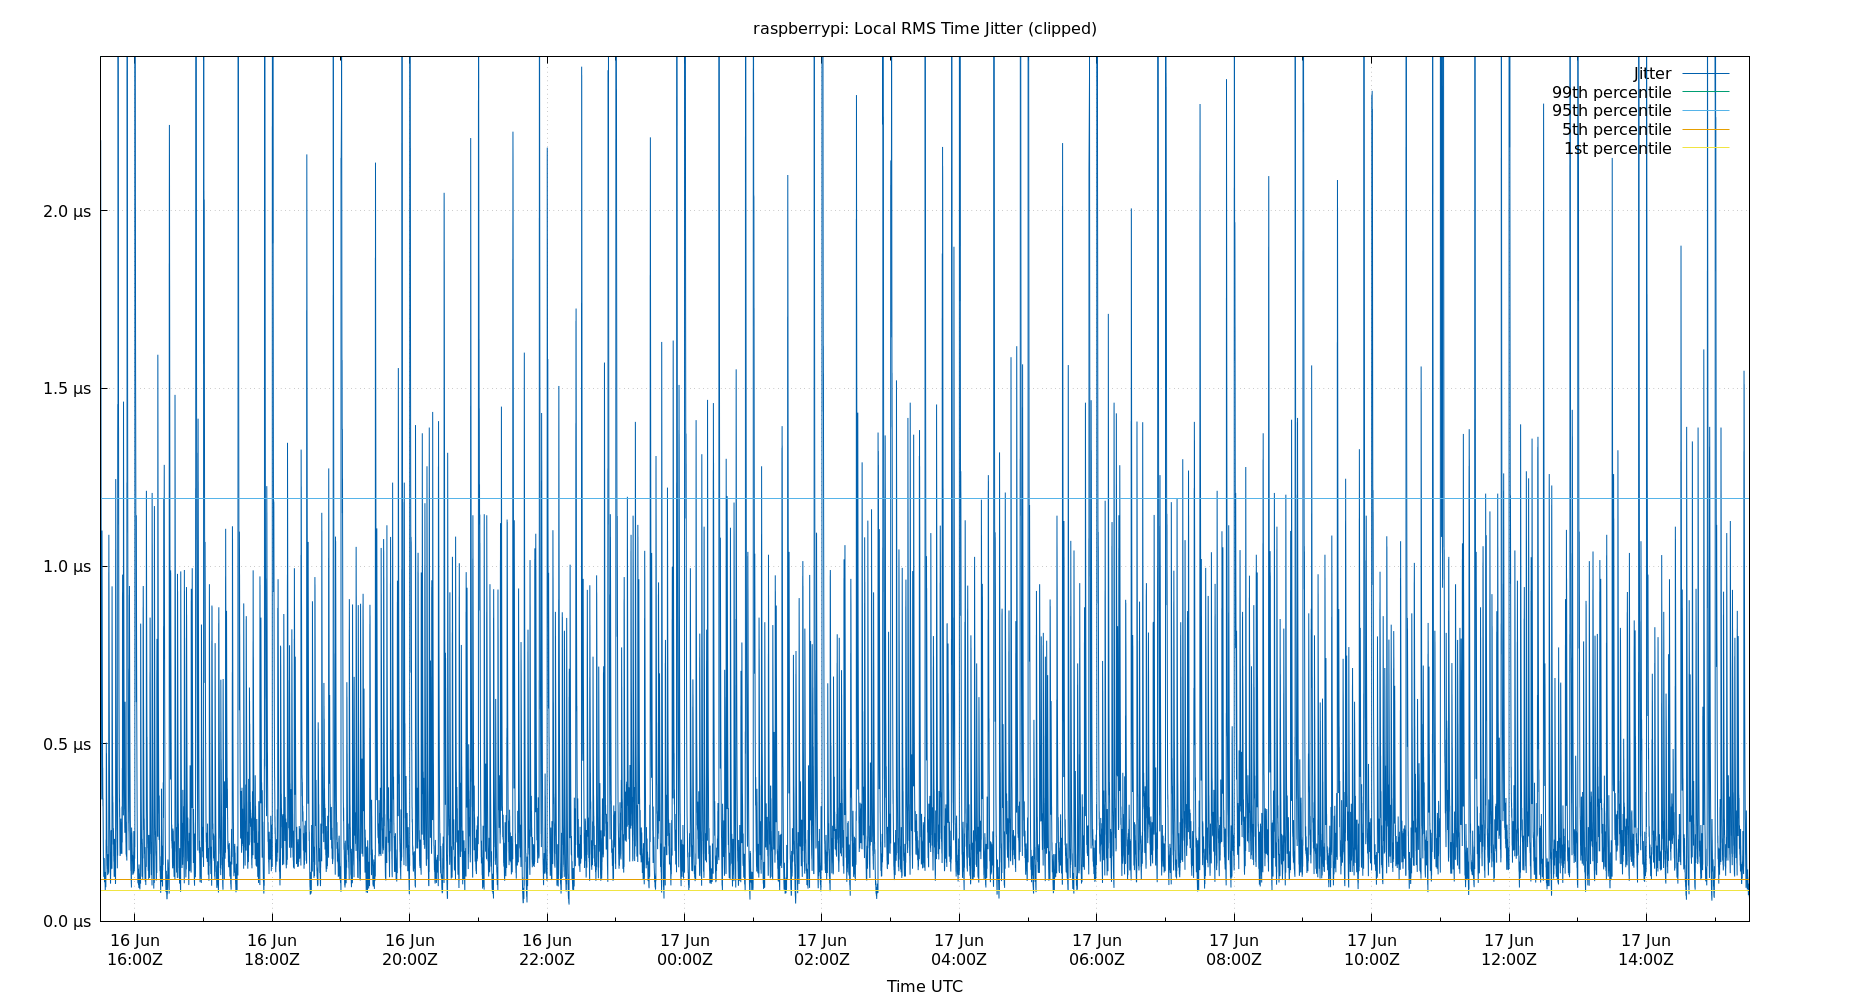 raspberrypi: Local RMS Time Jitter (clipped)
Jitter
99th percentile
95th percentile
5th percentile
1st percentile
2.0 µs
1.5 µs
1.0 µs
0.5 µs
0.0 µs
16 Jun 16 Jun 16 Jun 16 Jun 17 Jun 17 Jun 17 Jun 17 Jun 17 Jun 17 Jun 17 Jun 17 Jun
16:00Z 18:00Z 20:00Z 22:00Z 00:00Z 02:00Z 04:00Z 06:00Z 08:00Z 10:00Z 12:00Z 14:00Z
Time UTC